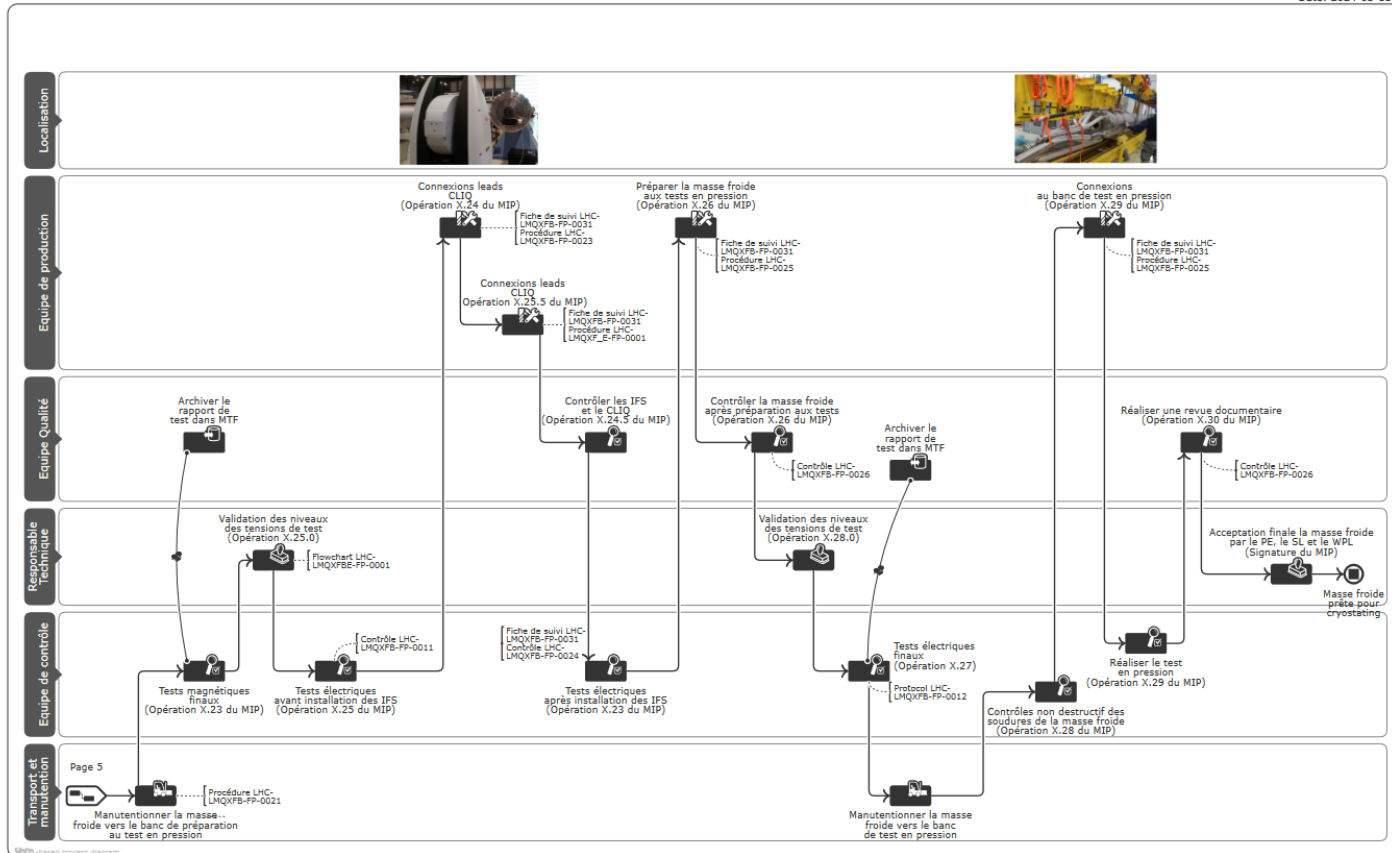 Localisation
Equipe de production
Connexions leads
CLIQ
(Opération X.24 du MIP)
Fiche de suivi LHC-
LMQXFB-FP-0031
Procédure LHC-
LMQXFB-FP-0023
Connexions leads
CLIQ
Opération X.25.5 du MIP)
Fiche de suivi LHC-
LMQXFB-FP-0031
Procédure LHC-
LMQXF_E-FP-0001
Préparer la masse froide
aux tests en pression
(Opération X.26 du MIP)
Fiche de suivi LHC-
LMQXFB-FP-0031
Procédure LHC-
LMQXFB-FP-0025
Connexions
au banc de test en pression
(Opération X.29 du MIP)
Fiche de suivi LHC-
LMQXFB-FP-0031
Procédure LHC-
LMQXFB-FP-0025
Equipe Qualité
Archiver le
rapport de
test dans MTF
Contrôler les IFS
et le CLIQ
(Opération X.24.5 du MIP)
Contrôler la masse froide
après préparation aux tests
(Opération X.26 du MIP)
Contrôle LHC-
LMQXFB-FP-0026
Archiver le
rapport de
test dans MTF
Réaliser une revue documentaire
(Opération X.30 du MIP)
Contrôle LHC-
LMQXFB-FP-0026
Responsable
Technique
Validation des niveaux
des tensions de test
(Opération X.25.0)
Flowchart LHC-
LMQXFBE-FP-0001
Validation des niveaux
des tensions de test
(Opération X.28.0)
Acceptation finale la masse froide
par le PE, le SL et le WPL
(Signature du MIP)
Masse froide
prête pour
cryostating
Equipe de contrôle
Tests magnétiques
finaux
(Opération X.23 du MIP)
Contrôle LHC-
LMQXFB-FP-0011
Tests électriques
avant installation des IFS
(Opération X.25 du MIP)
Fiche de suivi LHC-
LMQXFB-FP-0031
Contrôle LHC-
LMQXFB-FP-0024
Tests électriques
après installation des IFS
(Opération X.23 du MIP)
Tests électriques
finaux
(Opération X.27)
Protocol LHC-
LMQXFB-FP-0012
Contrôles non destructif des
soudures de la masse froide
(Opération X.28 du MIP)
Réaliser le test
en pression
(Opération X.29 du MIP)
Transport et
manutention
Page 5
Procédure LHC-
LMQXFB-FP-0021
Manutentionner la masse
froide vers le banc de préparation
au test en pression
Manutentionner la masse
froide vers le banc
de test en pression